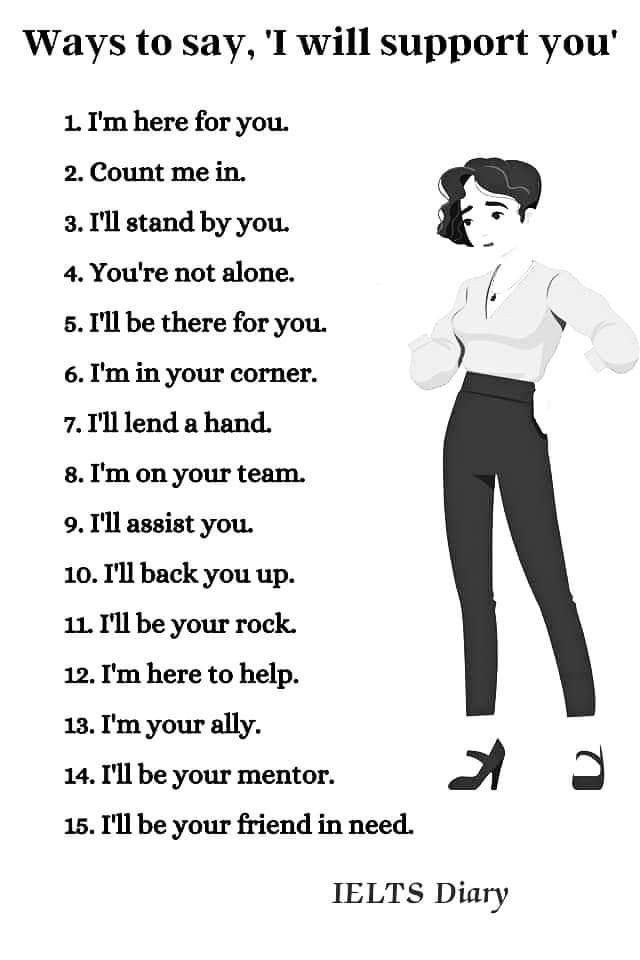 Ways to say, 'I will support you'
1. I'm here for you.
2. Count me in.
3. I'll stand by you.
4. You're not alone.
5. I'll be there for you.
6. I'm in your corner.
7. I'll lend a hand.
8. I'm on your team.
9. I'll assist you.
10. I'll back you up.
11. I'll be your rock.
12. I'm here to help.
13. I'm your ally.
14. I'll be your mentor.
15. I'll be your friend in need.
IELTS Diary